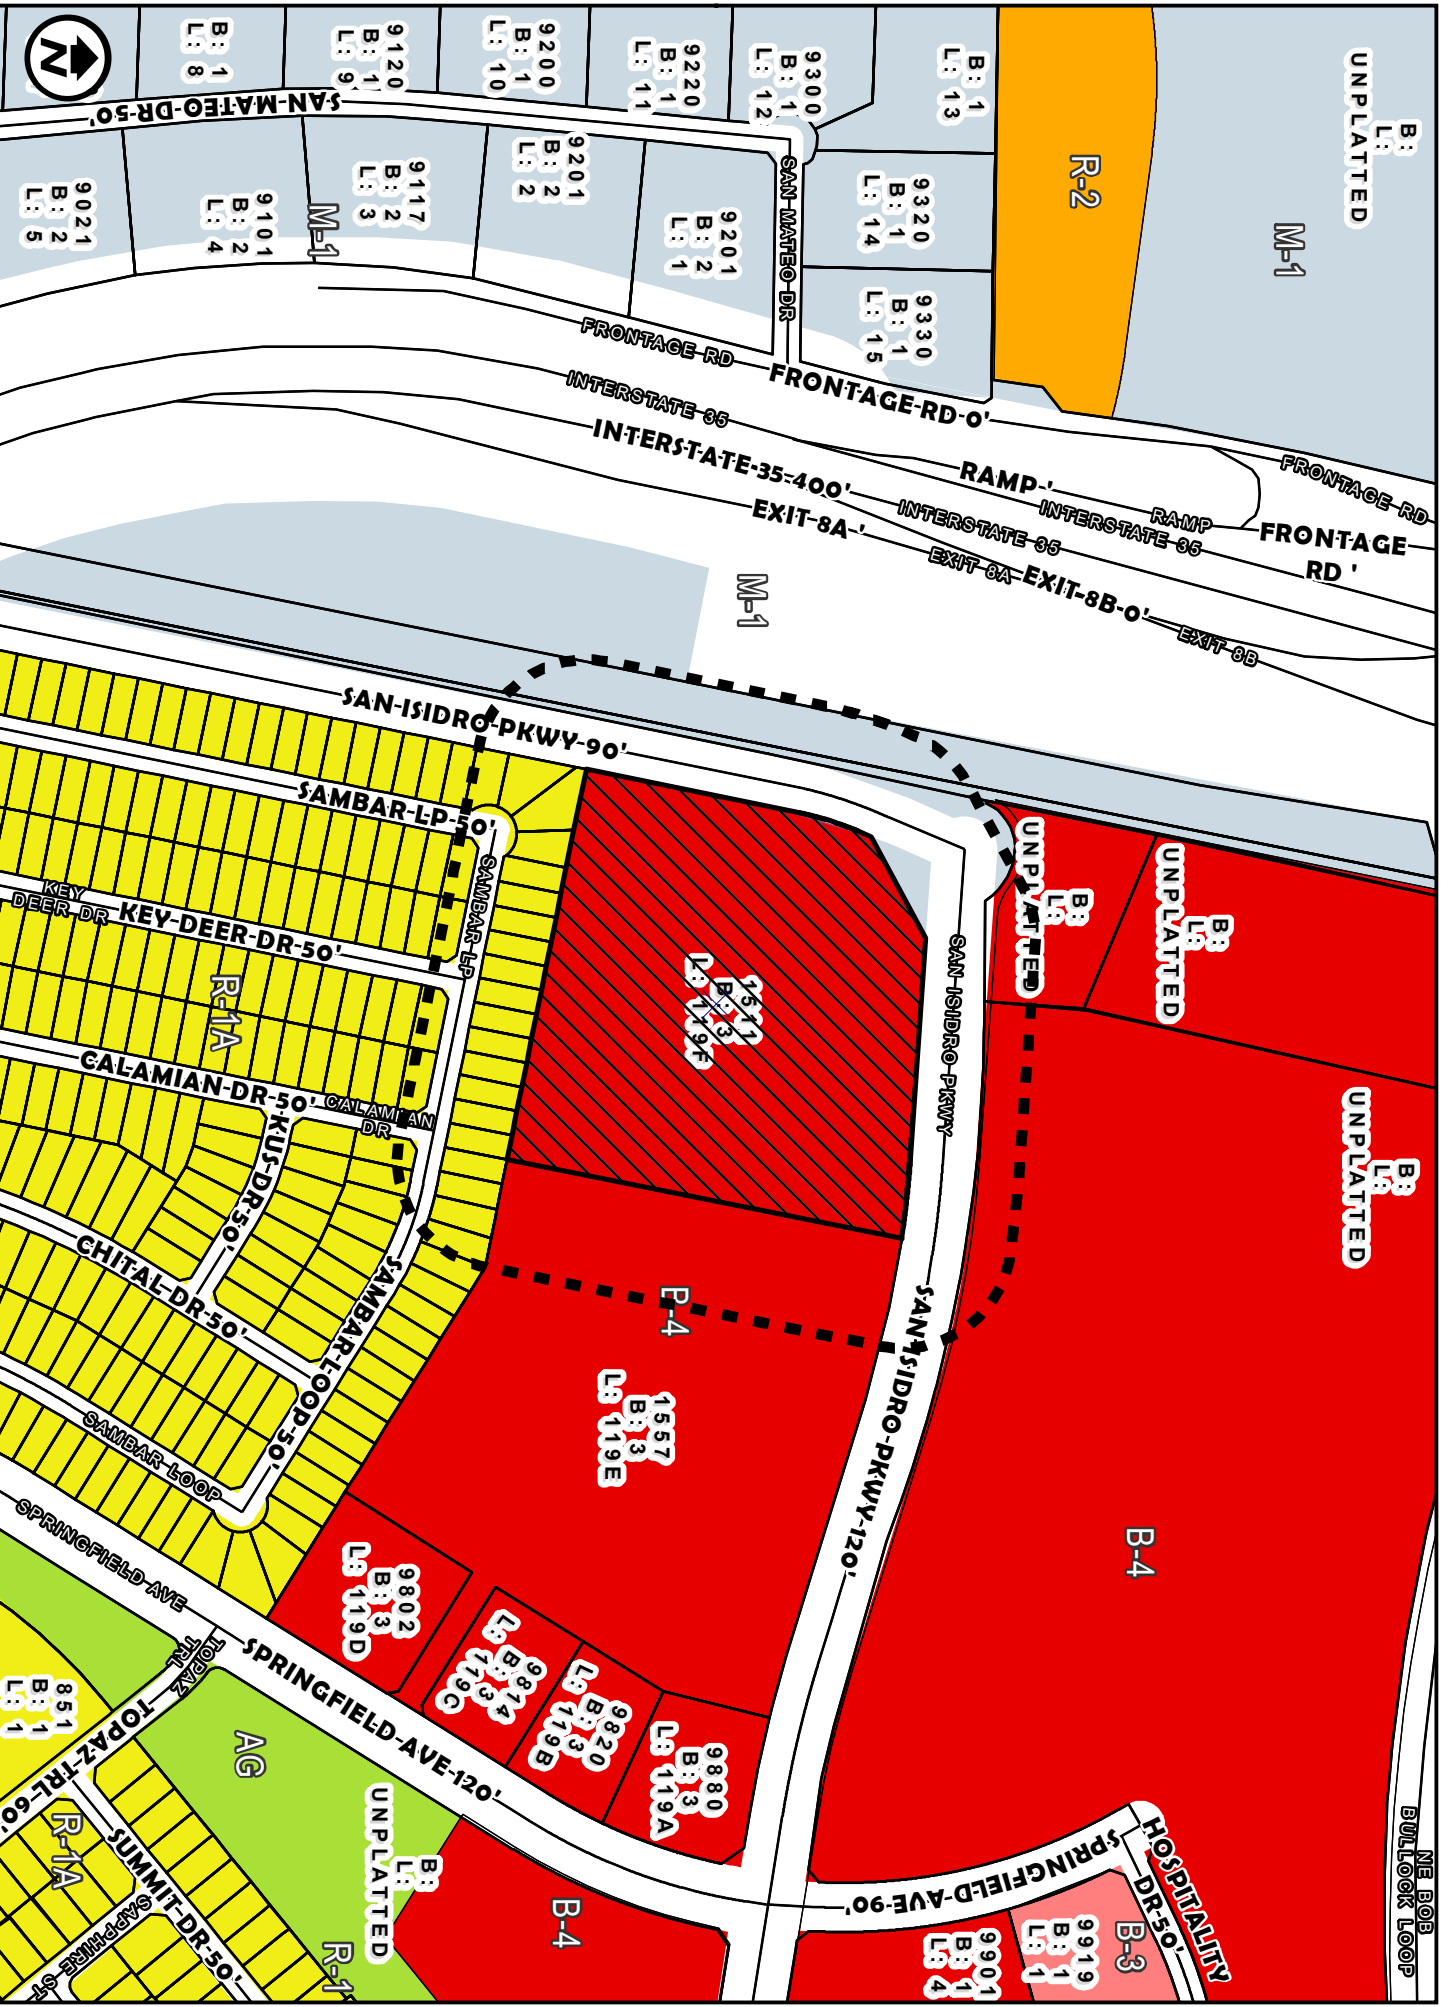 N
B: 1
L: 8
9120
B: 1
L: 9
9200
B: 1
L: 10
9220
B: 1
L: 11
9300
B: 1
L: 12
B: 1
L: 13
R-2
B:
L:
UNPLATTED
M-1
SAN-MATEO-DR-50'
9021
B: 2
L: 5
9101
B: 2
L: 4
M-1
9117
B: 2
L: 3
9201
B: 2
L: 2
9201
B: 2
L: 1
SAN MATEO DR
9320
B: 1
L: 14
9330
B: 1
L: 15
FRONTAGE RD
FRONTAGE-RD-0'
INTERSTATE 35
INTERSTATE-35-400'
RAMP-'
EXIT-8A-'
INTERSTATE 35
INTERSTATE 35
RAMP
FRONTAGE RD
FRONTAGE
RD '
EXIT 8A
EXIT-8B-0'
EXIT 8B
M-1
SAN-ISIDRO-PKWY-90'
SAMBAR-LP-50'
SAMBAR LP
KEY
DEER DR
KEY-DEER-DR-50'
R-1A
CALAMIAN-DR-50'
CALAMIAN
DR
KUS-DR-50'
CHITAL-DR-50'
SAMBAR-LOOP-50'
SAMBAR LOOP
1511
B: 3
L: 119F
SAN-ISIDRO-PKWY
B:
L:
UNPLATTED
B:
L:
UNPLATTED
B:
L:
UNPLATTED
B-4
1557
B: 3
L: 119E
SAN-ISIDRO-PKWY-120'
B-4
9802
B: 3
L: 119D
9814
B: 3
L: 119C
9820
B: 3
L: 119B
9880
B: 3
L: 119A
SPRINGFIELD AVE
SPRINGFIELD-AVE-120'
TOPAZ
TRL
TOPAZ-TRL-60'
851
B: 1
L: 1
AG
R-1A
SUMMIT-DR-50'
SAPPHIRE ST
B:
L:
UNPLATTED
R-1
B-4
SPRINGFIELD-AVE-90'
HOSPITALITY
DR-50'
9901
B: 1
L: 4
9919
B: 1
L: 1
B-3
NE BOB
BULLOCK LOOP